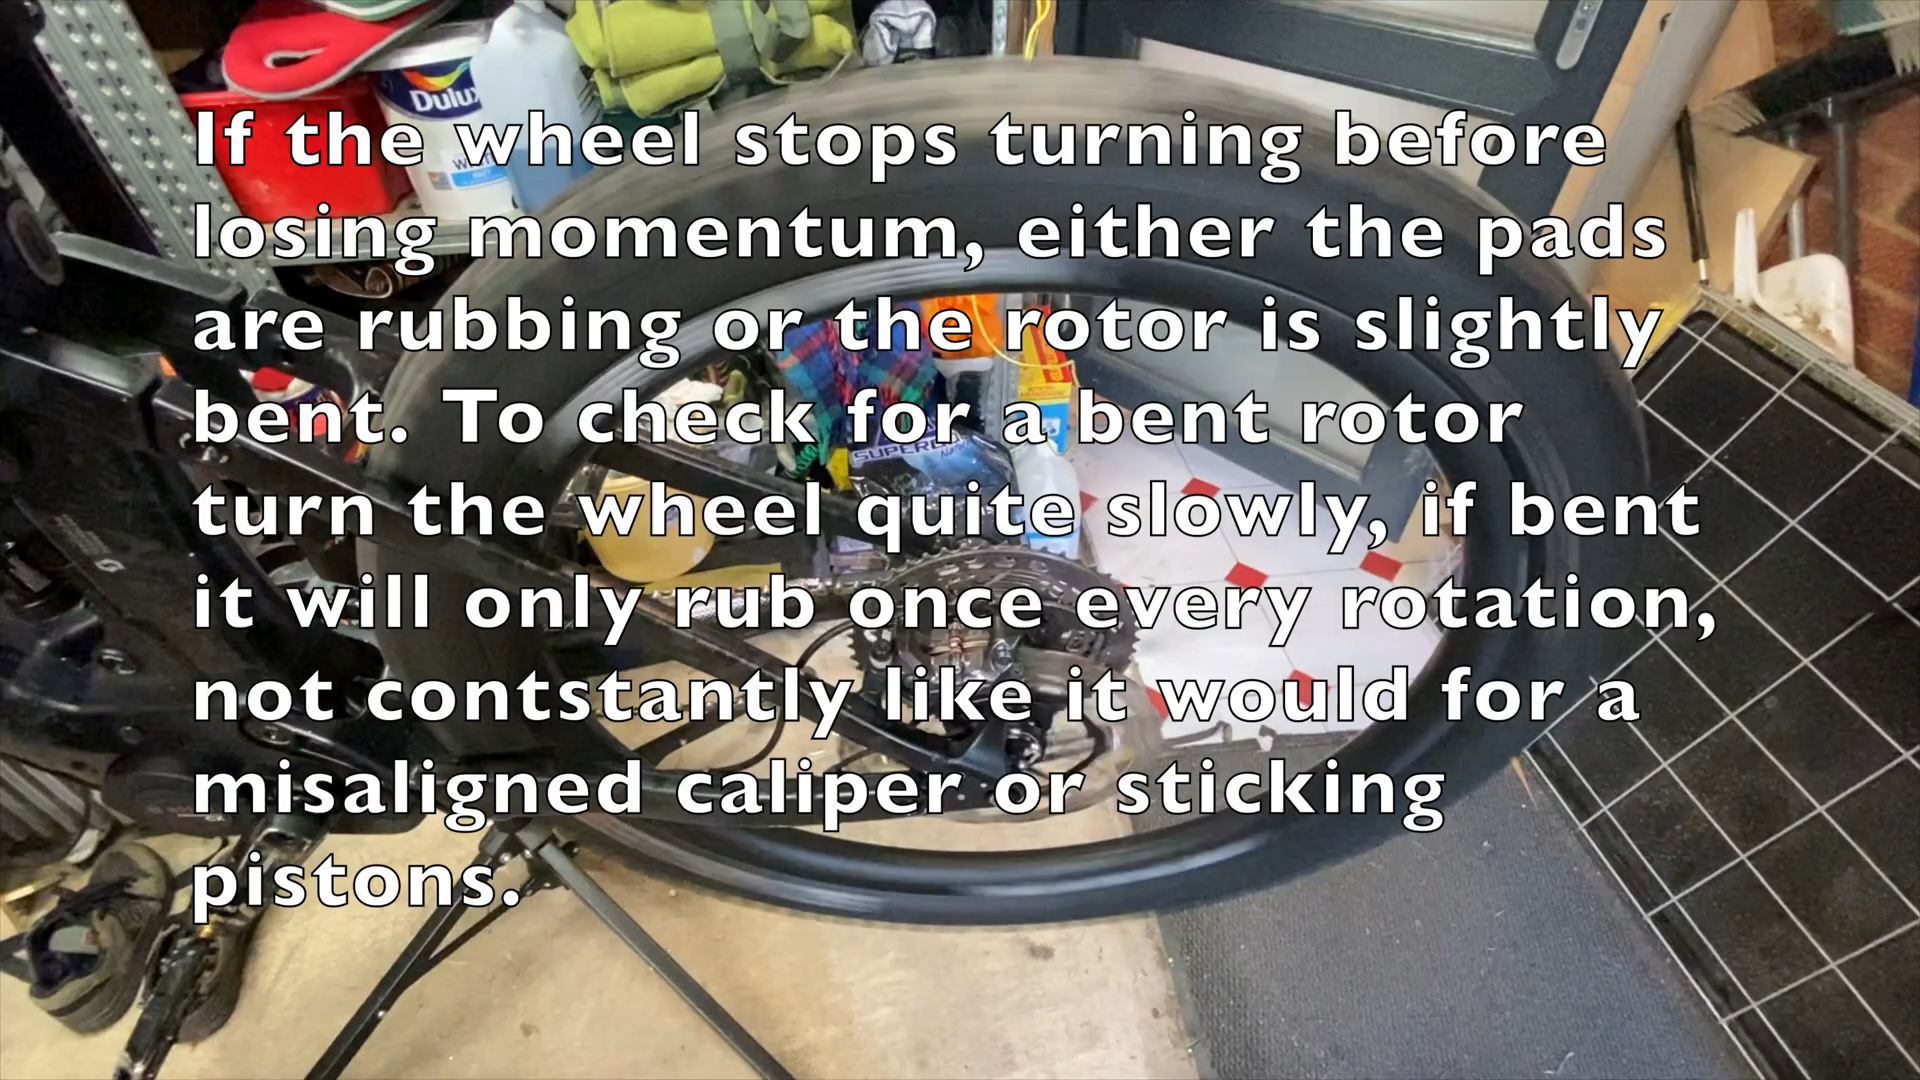 Dulux
If the wheel stops turning before
losing momentum, either the pads
are rubbing or the rotor is slightly
bent. To check for a bent rotor
SUPERLO
turn the wheel quite slowly, if bent
it will only rub once every rotation,
not contstantly like it would for a
misaligned caliper or sticking
pistons.